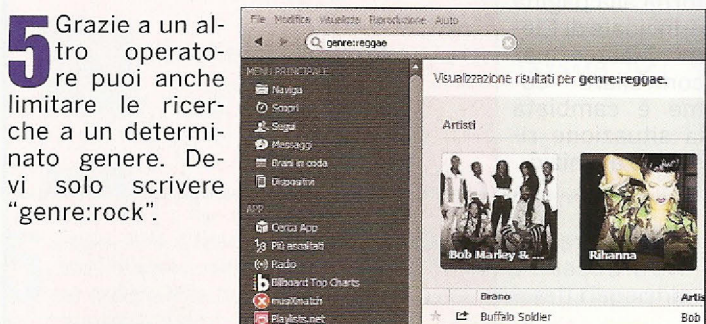 5 Grazie a un al-
tro operato-
re puoi anche
limitare le ricer-
che a un determi-
nato genere. De-
vi solo scrivere
"genre:rock".
File Modifica Visualizza Riproduzione Aiuto
genre:reggae
MENU PRINCIPALE
Naviga
Scopri
Segui
Messaggi
Brani in coda
Dispositivi
APP
Cerca App
Più ascoltati
Radio
Billboard Top Charts
musiXmatch
Playlists.net
Visualizzazione risultati per genre:reggae.
Artisti
Bob Marley & ...
Rihanna
Brano Artis
Buffalo Soldier Bob